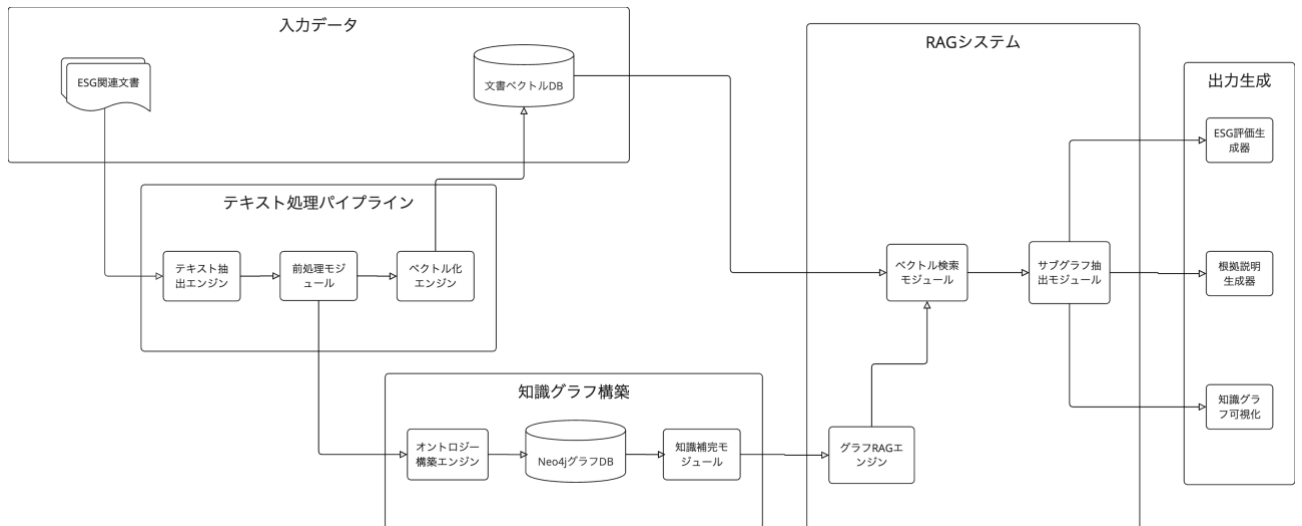 入力データ
ESG関連文書
文書ベクトルDB
テキスト処理パイプライン
テキスト抽
出エンジン
前処理モジ
ュール
ベクトル化
エンジン
知識グラフ構築
オントロジー
構築エンジン
Neo4jグラフDB
知識補完モ
ジュール
RAGシステム
ベクトル検索
モジュール
サブグラフ抽
出モジュール
グラフRAGエ
ンジン
出力生成
ESG評価生
成器
根拠説明
生成器
知識グラ
フ可視化